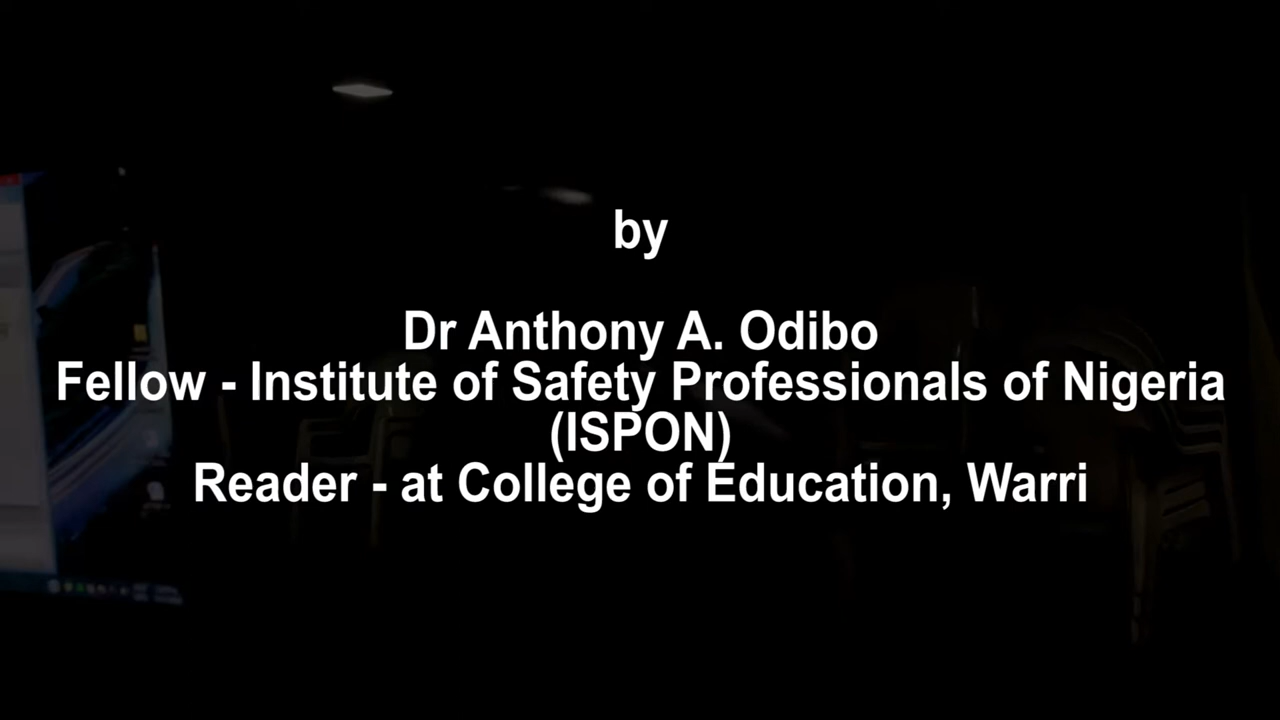 by
Dr Anthony A. Odibo
Fellow - Institute of Safety Professionals of Nigeria
(ISPON)
Reader - at College of Education, Warri